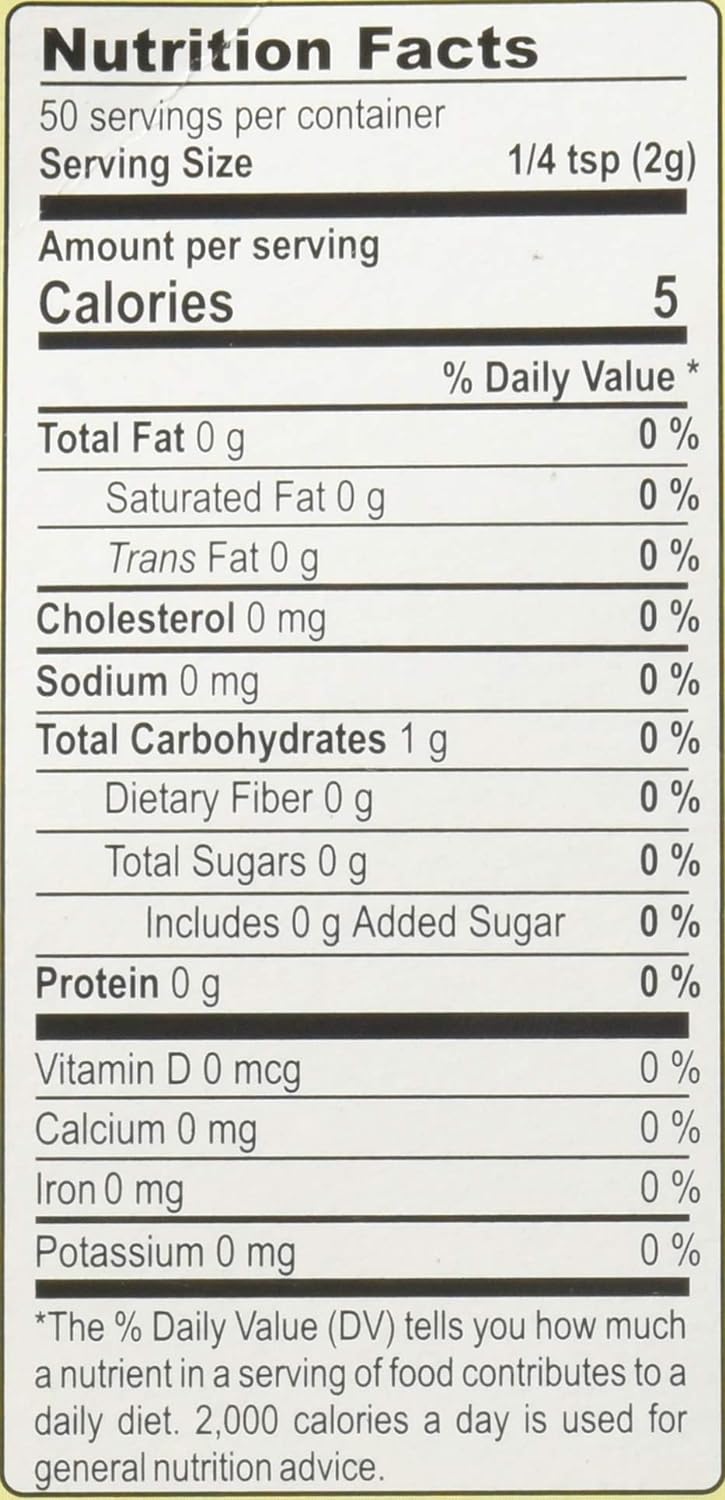 Nutrition Facts
50 servings per container
Serving Size 1/4 tsp (2g)
Amount per serving
Calories 5
% Daily Value *
Total Fat 0 g 0 %
Saturated Fat 0 g 0 %
Trans Fat 0 g 0 %
Cholesterol 0 mg 0 %
Sodium 0 mg 0 %
Total Carbohydrates 1 g 0 %
Dietary Fiber 0 g 0 %
Total Sugars 0 g 0 %
Includes 0 g Added Sugar 0 %
Protein 0 g 0 %
Vitamin D 0 mcg 0 %
Calcium 0 mg 0 %
Iron 0 mg 0 %
Potassium 0 mg 0 %
*The % Daily Value (DV) tells you how much
a nutrient in a serving of food contributes to a
daily diet. 2,000 calories a day is used for
general nutrition advice.